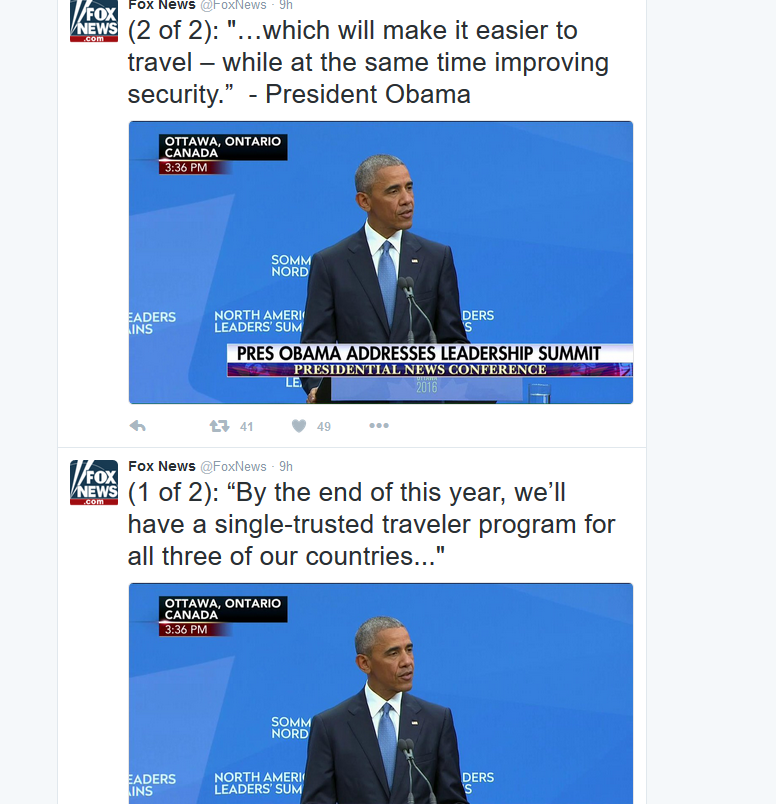 Fox News @FoxNews · 9h
FOX
NEWS
.com
(2 of 2): "…which will make it easier to
travel – while at the same time improving
security.”  - President Obama
OTTAWA, ONTARIO
CANADA
3:36 PM
SOMM
NORD
EADERS
AINS
NORTH AMERI
LEADERS' SUM
DERS
S
PRES OBAMA ADDRESSES LEADERSHIP SUMMIT
PRESIDENTIAL NEWS CONFERENCE
LE
OTTAWA
2016
41
49
Fox News @FoxNews · 9h
FOX
NEWS
.com
(1 of 2): “By the end of this year, we’ll
have a single-trusted traveler program for
all three of our countries..."
OTTAWA, ONTARIO
CANADA
3:36 PM
SOMM
NORD
EADERS
AINS
NORTH AMERI
LEADERS' SUM
DERS
S